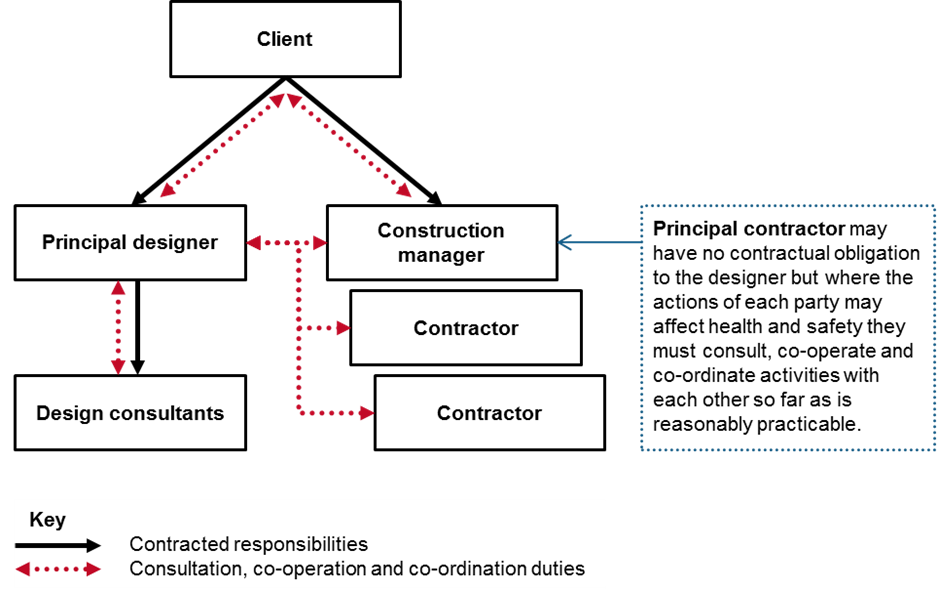 Client
Principal designer
Construction
manager
Principal contractor may
have no contractual obligation
to the designer but where the
actions of each party may
affect health and safety they
must consult, co-operate and
co-ordinate activities with
each other so far as is
reasonably practicable.
Contractor
Design consultants
Contractor
Key
Contracted responsibilities
Consultation, co-operation and co-ordination duties